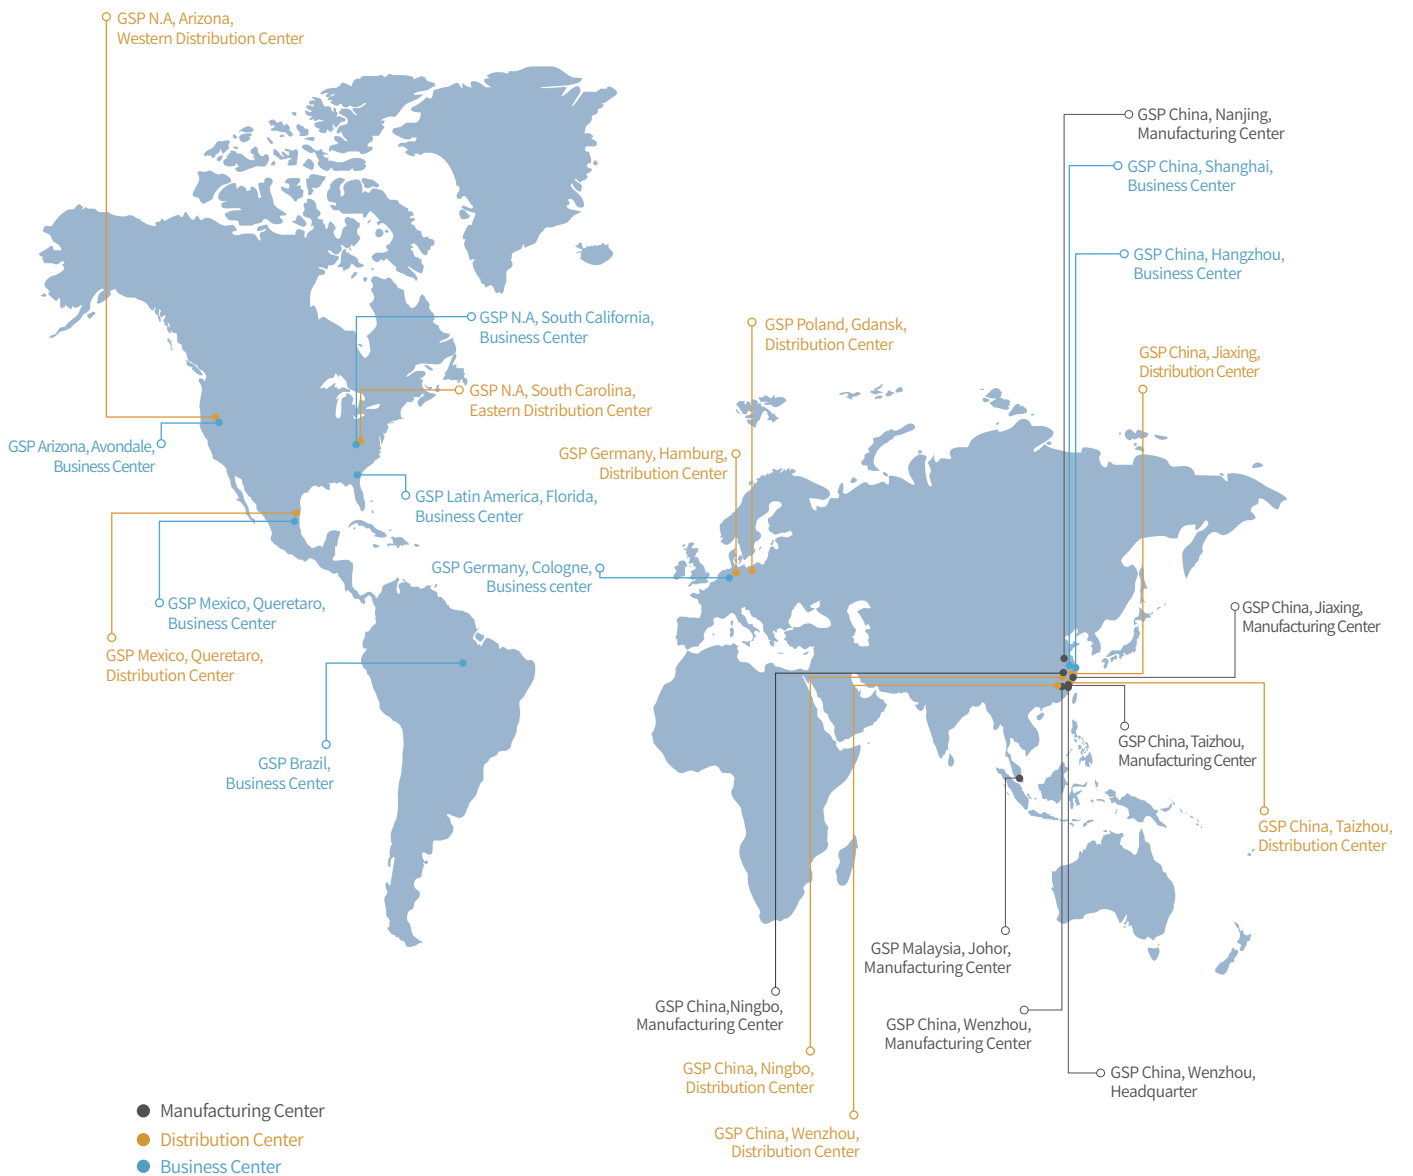 GSP N.A, Arizona,
Western Distribution Center
GSP China, Nanjing,
Manufacturing Center
GSP China, Shanghai,
Business Center
GSP China, Hangzhou,
Business Center
GSP N.A, South California,
Business Center
GSP Poland, Gdansk,
Distribution Center
GSP China, Jiaxing,
Distribution Center
GSP N.A, South Carolina,
Eastern Distribution Center
GSP Arizona, Avondale,
Business Center
GSP Germany, Hamburg,
Distribution Center
GSP Latin America, Florida,
Business Center
GSP Germany, Cologne,
Business center
GSP Mexico, Queretaro,
Business Center
GSP China, Jiaxing,
Manufacturing Center
GSP Mexico, Queretaro,
Distribution Center
GSP China, Taizhou,
Manufacturing Center
GSP Brazil,
Business Center
GSP China, Taizhou,
Distribution Center
GSP Malaysia, Johor,
Manufacturing Center
GSP China,Ningbo,
Manufacturing Center
GSP China, Wenzhou,
Manufacturing Center
GSP China, Ningbo,
Distribution Center
GSP China, Wenzhou,
Headquarter
GSP China, Wenzhou,
Distribution Center
Manufacturing Center
Distribution Center
Business Center